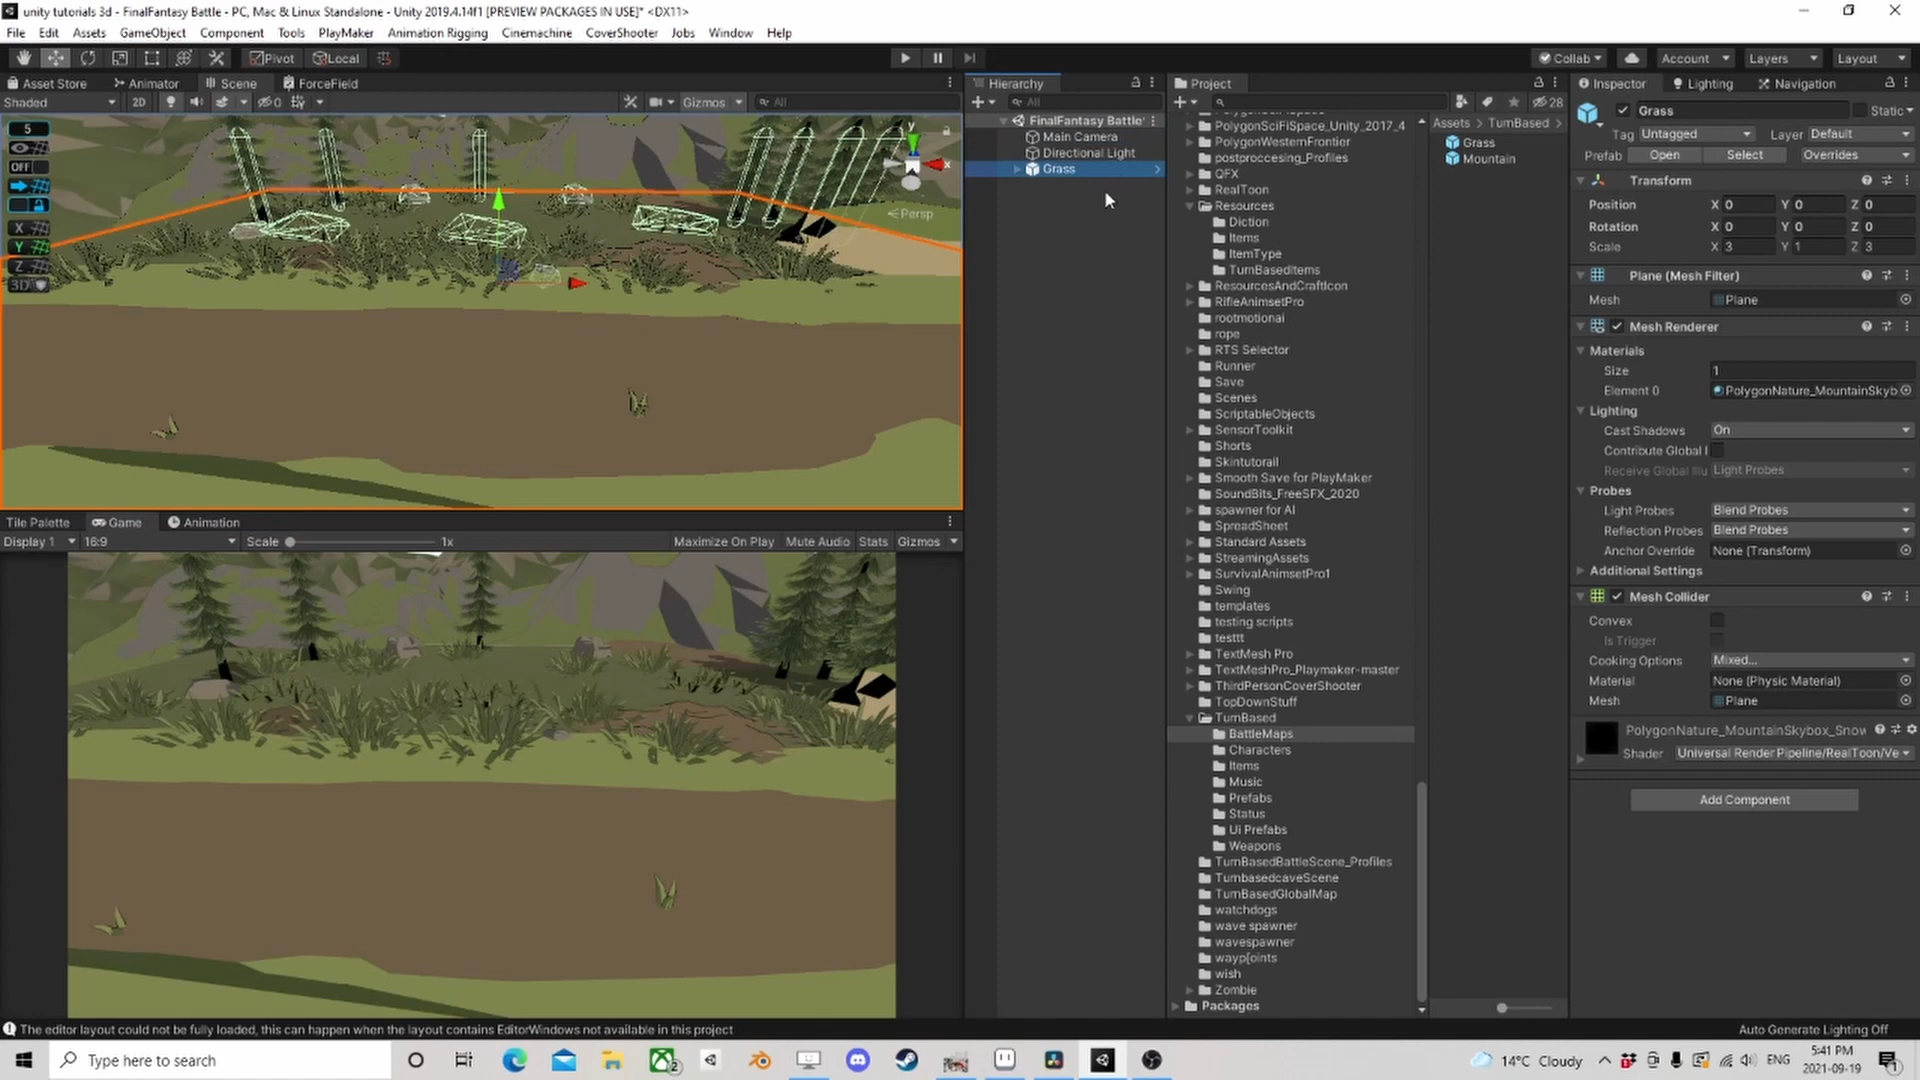 unity tutorials 3d - FinalFantasy Battle - PC, Mac & Linux Standalone - Unity 2019.4.14f1 [PREVIEW PACKAGES IN USE]* <DX11>
File Edit Assets GameObject Component Tools PlayMaker Animation Rigging Cinemachine CoverShooter Jobs Window Help
Pivot Local Collab Account Layers Layout
Asset Store Animator Scene ForceField
Shaded 2D 0 Gizmos All
5
OFF
X
Y
Z
3D
y
x
Persp
Tile Palette Game Animation
Display 1 16:9 Scale 1x Maximize On Play Mute Audio Stats Gizmos
Hierarchy
All
FinalFantasy Battle*
Main Camera
Directional Light
Grass
Project
28
PolygonSciFiSpace_Unity_2017_4
PolygonWesternFrontier
postproccesing_Profiles
QFX
RealToon
Resources
Diction
Items
ItemType
TurnBasedItems
ResourcesAndCraftIcon
RifleAnimsetPro
rootmotionai
rope
RTS Selector
Runner
Save
Scenes
ScriptableObjects
SensorToolkit
Shorts
Skintutorail
Smooth Save for PlayMaker
SoundBits_FreeSFX_2020
spawner for AI
SpreadSheet
Standard Assets
StreamingAssets
SurvivalAnimsetPro1
Swing
templates
testing scripts
testtt
TextMesh Pro
TextMeshPro_Playmaker-master
ThirdPersonCoverShooter
TopDownStuff
TurnBased
BattleMaps
Characters
Items
Music
Prefabs
Status
Ui Prefabs
Weapons
TurnBasedBattleScene_Profiles
TurnbasedcaveScene
TurnBasedGlobalMap
watchdogs
wave spawner
wavespawner
wayp[oints
wish
Zombie
Packages
Assets > TurnBased >
Grass
Mountain
Inspector Lighting Navigation
Grass Static
Tag Untagged Layer Default
Prefab Open Select Overrides
Transform
Position X 0 Y 0 Z 0
Rotation X 0 Y 0 Z 0
Scale X 3 Y 1 Z 3
Plane (Mesh Filter)
Mesh Plane
Mesh Renderer
Materials
Size 1
Element 0 PolygonNature_MountainSkyb
Lighting
Cast Shadows On
Contribute Global I
Receive Global Illu Light Probes
Probes
Light Probes Blend Probes
Reflection Probes Blend Probes
Anchor Override None (Transform)
Additional Settings
Mesh Collider
Convex
Is Trigger
Cooking Options Mixed...
Material None (Physic Material)
Mesh Plane
PolygonNature_MountainSkybox_Snow
Shader Universal Render Pipeline/RealToon/Ve
Add Component
The editor layout could not be fully loaded, this can happen when the layout contains EditorWindows not available in this project
Auto Generate Lighting Off
Type here to search
14°C Cloudy ENG
5:41 PM
2021-09-19